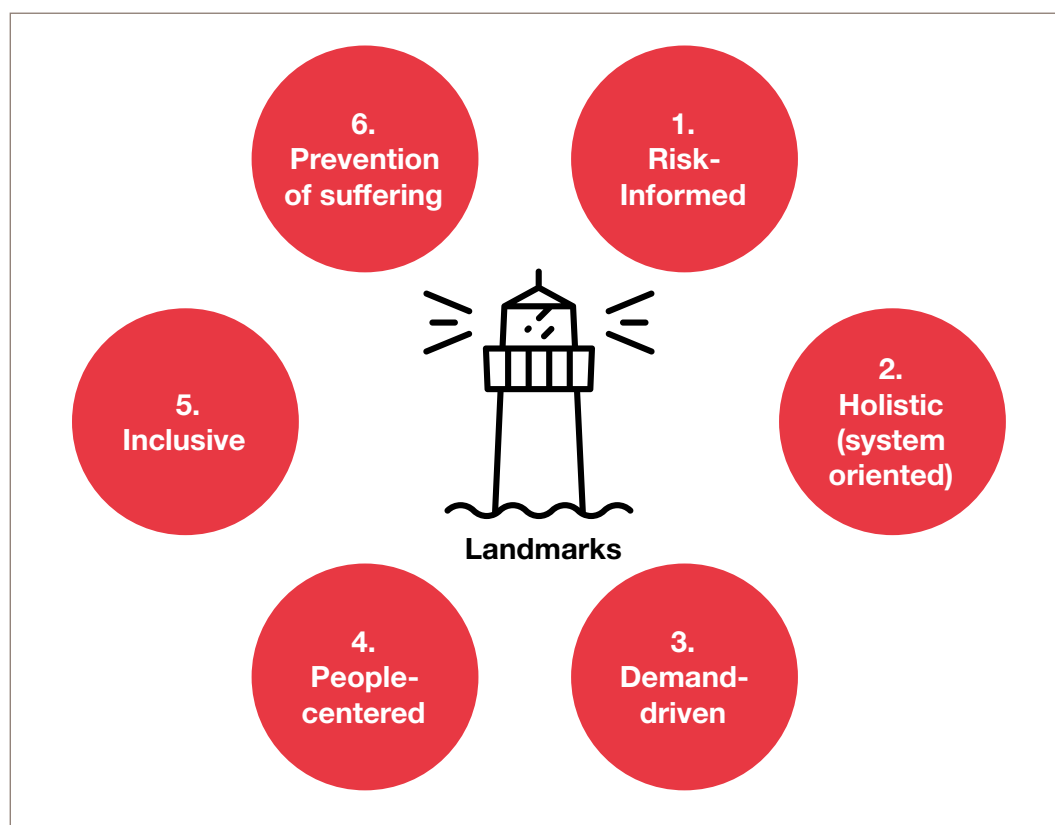 1.
Risk-
Informed
2.
Holistic
(system
oriented)
3.
Demand-
driven
4.
People-
centered
5.
Inclusive
6.
Prevention
of suffering
Landmarks